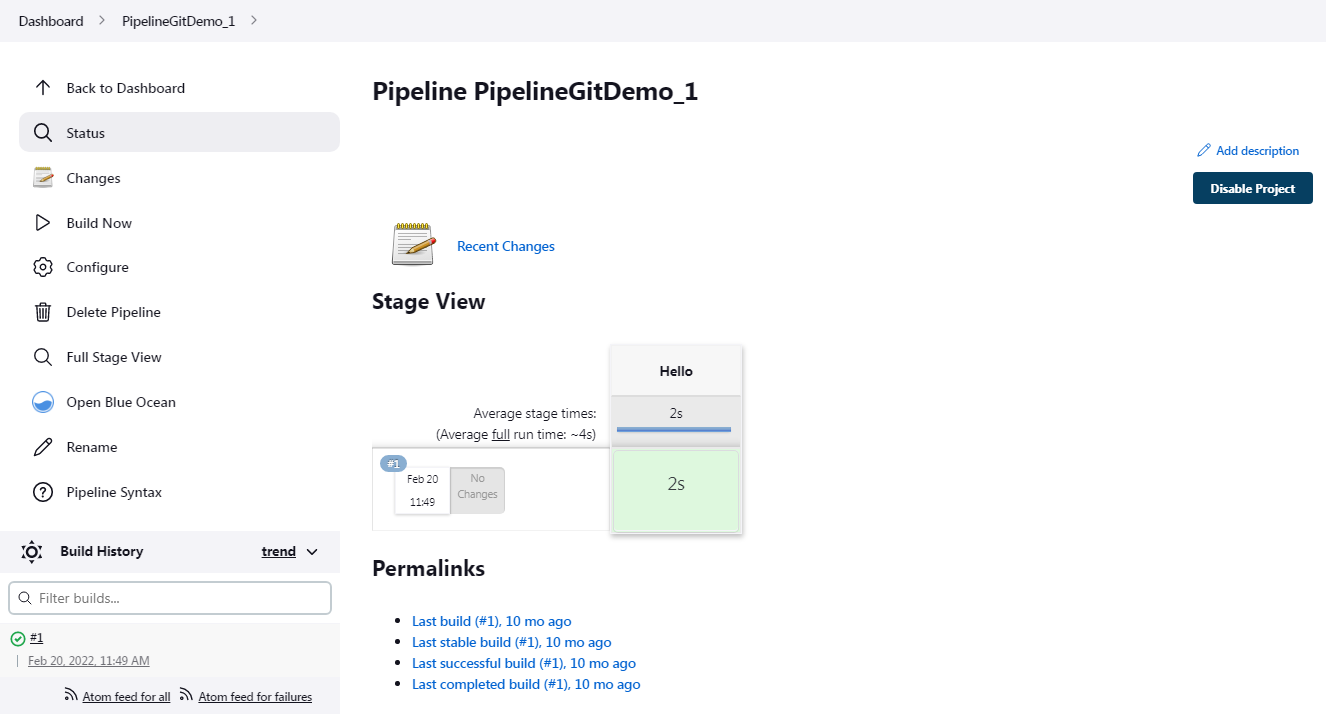 Dashboard
PipelineGitDemo_1
Back to Dashboard
Status
Changes
Build Now
Configure
Delete Pipeline
Full Stage View
Open Blue Ocean
Rename
Pipeline Syntax
Build History
trend
Filter builds...
#1
Feb 20, 2022, 11:49 AM
Atom feed for all
Atom feed for failures
Pipeline PipelineGitDemo_1
Add description
Disable Project
Recent Changes
Stage View
Hello
Average stage times:
2s
(Average full run time: ~4s)
#1
Feb 20
11:49
No
Changes
2s
Permalinks
Last build (#1), 10 mo ago
Last stable build (#1), 10 mo ago
Last successful build (#1), 10 mo ago
Last completed build (#1), 10 mo ago